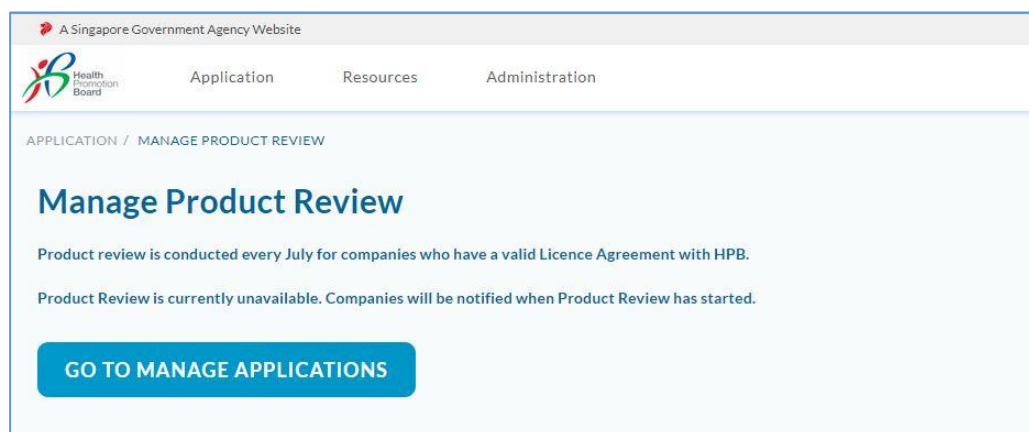 A Singapore Government Agency Website
Health
Promotion
Board
Application Resources Administration
APPLICATION / MANAGE PRODUCT REVIEW
Manage Product Review
Product review is conducted every July for companies who have a valid Licence Agreement with HPB.
Product Review is currently unavailable. Companies will be notified when Product Review has started.
GO TO MANAGE APPLICATIONS